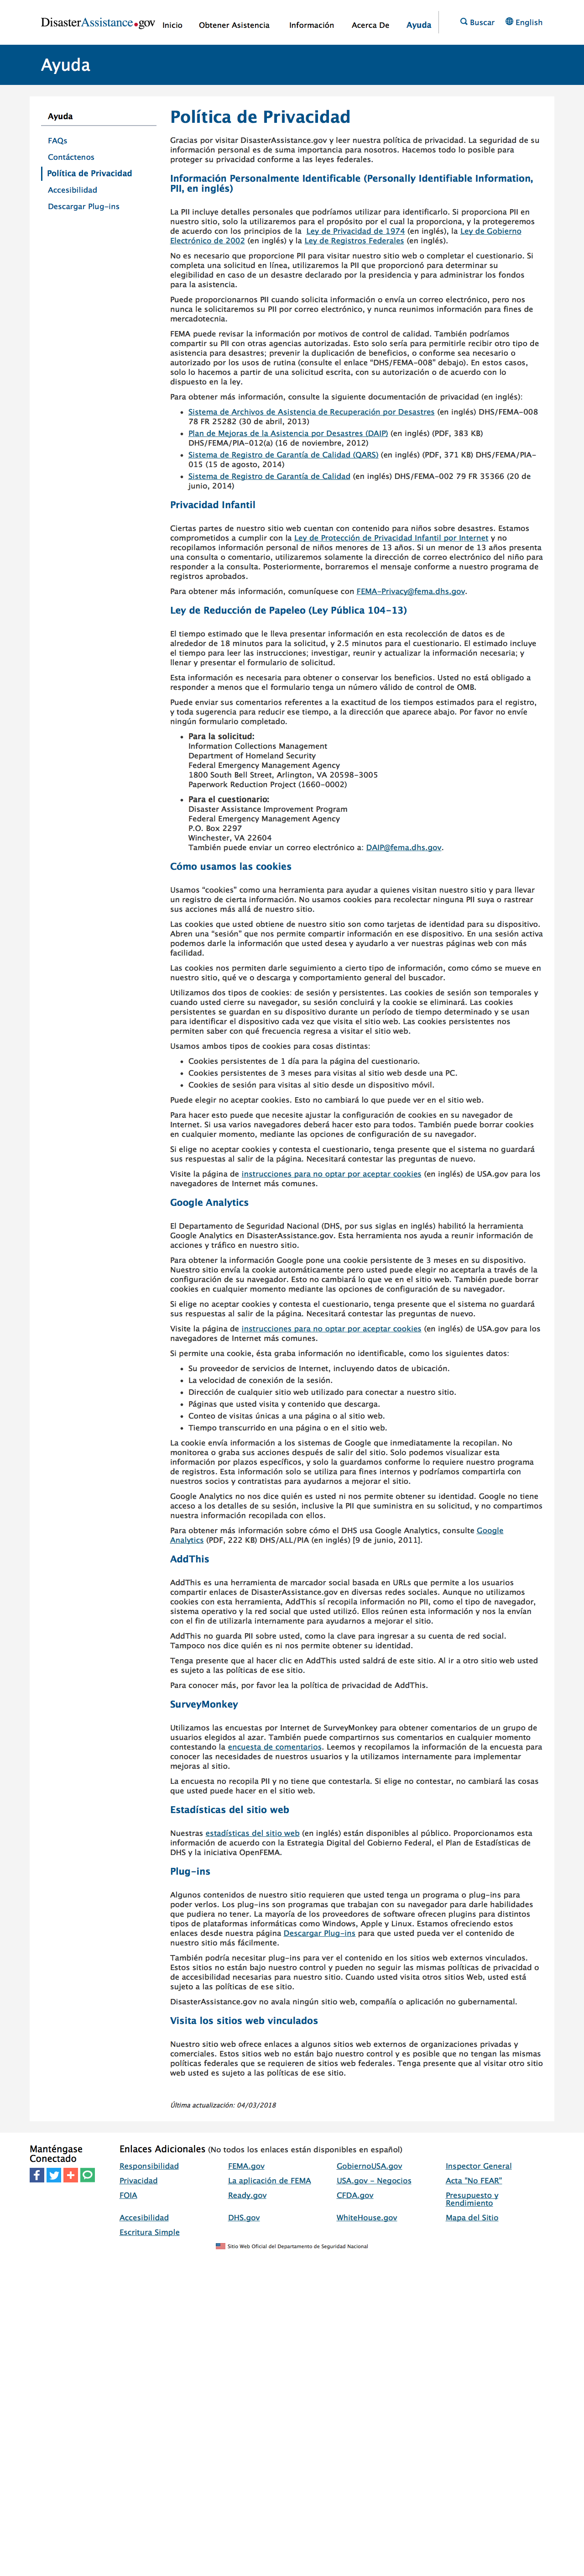 DisasterAssistance.gov
Inicio
Obtener Asistencia
Información
Acerca De
Ayuda
Buscar
English
Ayuda
Ayuda
FAQs
Contáctenos
Política de Privacidad
Accesibilidad
Descargar Plug-ins
Política de Privacidad
Gracias por visitar DisasterAssistance.gov y leer nuestra política de privacidad. La seguridad de su
información personal es de suma importancia para nosotros. Hacemos todo lo posible para
proteger su privacidad conforme a las leyes federales.
Información Personalmente Identificable (Personally Identifiable Information,
PII, en inglés)
La PII incluye detalles personales que podríamos utilizar para identificarlo. Si proporciona PII en
nuestro sitio, solo la utilizaremos para el propósito por el cual la proporciona, y la protegeremos
de acuerdo con los principios de la Ley de Privacidad de 1974 (en inglés), la Ley de Gobierno
Electrónico de 2002 (en inglés) y la Ley de Registros Federales (en inglés).
No es necesario que proporcione PII para visitar nuestro sitio web o completar el cuestionario. Si
completa una solicitud en línea, utilizaremos la PII que proporcionó para determinar su
elegibilidad en caso de un desastre declarado por la presidencia y para administrar los fondos
para la asistencia.
Puede proporcionarnos PII cuando solicita información o envía un correo electrónico, pero nos
nunca le solicitaremos su PII por correo electrónico, y nunca reunimos información para fines de
mercadotecnia.
FEMA puede revisar la información por motivos de control de calidad. También podríamos
compartir su PII con otras agencias autorizadas. Esto solo sería para permitirle recibir otro tipo de
asistencia para desastres; prevenir la duplicación de beneficios, o conforme sea necesario o
autorizado por los usos de rutina (consulte el enlace “DHS/FEMA-008” debajo). En estos casos,
solo lo hacemos a partir de una solicitud escrita, con su autorización o de acuerdo con lo
dispuesto en la ley.
Para obtener más información, consulte la siguiente documentación de privacidad (en inglés):
• Sistema de Archivos de Asistencia de Recuperación por Desastres (en inglés) DHS/FEMA-008
78 FR 25282 (30 de abril, 2013)
• Plan de Mejoras de la Asistencia por Desastres (DAIP) (en inglés) (PDF, 383 KB)
DHS/FEMA/PIA-012(a) (16 de noviembre, 2012)
• Sistema de Registro de Garantía de Calidad (QARS) (en inglés) (PDF, 371 KB) DHS/FEMA/PIA-
015 (15 de agosto, 2014)
• Sistema de Registro de Garantía de Calidad (en inglés) DHS/FEMA-002 79 FR 35366 (20 de
junio, 2014)
Privacidad Infantil
Ciertas partes de nuestro sitio web cuentan con contenido para niños sobre desastres. Estamos
comprometidos a cumplir con la Ley de Protección de Privacidad Infantil por Internet y no
recopilamos información personal de niños menores de 13 años. Si un menor de 13 años presenta
una consulta o comentario, utilizaremos solamente la dirección de correo electrónico del niño para
responder a la consulta. Posteriormente, borraremos el mensaje conforme a nuestro programa de
registros aprobados.
Para obtener más información, comuníquese con FEMA-Privacy@fema.dhs.gov.
Ley de Reducción de Papeleo (Ley Pública 104-13)
El tiempo estimado que le lleva presentar información en esta recolección de datos es de
alrededor de 18 minutos para la solicitud, y 2.5 minutos para el cuestionario. El estimado incluye
el tiempo para leer las instrucciones; investigar, reunir y actualizar la información necesaria; y
llenar y presentar el formulario de solicitud.
Esta información es necesaria para obtener o conservar los beneficios. Usted no está obligado a
responder a menos que el formulario tenga un número válido de control de OMB.
Puede enviar sus comentarios referentes a la exactitud de los tiempos estimados para el registro,
y toda sugerencia para reducir ese tiempo, a la dirección que aparece abajo. Por favor no envíe
ningún formulario completado.
• Para la solicitud:
Information Collections Management
Department of Homeland Security
Federal Emergency Management Agency
1800 South Bell Street, Arlington, VA 20598-3005
Paperwork Reduction Project (1660-0002)
• Para el cuestionario:
Disaster Assistance Improvement Program
Federal Emergency Management Agency
P.O. Box 2297
Winchester, VA 22604
También puede enviar un correo electrónico a: DAIP@fema.dhs.gov.
Cómo usamos las cookies
Usamos “cookies” como una herramienta para ayudar a quienes visitan nuestro sitio y para llevar
un registro de cierta información. No usamos cookies para recolectar ninguna PII suya o rastrear
sus acciones más allá de nuestro sitio.
Las cookies que usted obtiene de nuestro sitio son como tarjetas de identidad para su dispositivo.
Abren una “sesión” que nos permite compartir información en ese dispositivo. En una sesión activa
podemos darle la información que usted desea y ayudarlo a ver nuestras páginas web con más
facilidad.
Las cookies nos permiten darle seguimiento a cierto tipo de información, como cómo se mueve en
nuestro sitio, qué ve o descarga y comportamiento general del buscador.
Utilizamos dos tipos de cookies: de sesión y persistentes. Las cookies de sesión son temporales y
cuando usted cierre su navegador, su sesión concluirá y la cookie se eliminará. Las cookies
persistentes se guardan en su dispositivo durante un período de tiempo determinado y se usan
para identificar el dispositivo cada vez que visita el sitio web. Las cookies persistentes nos
permiten saber con qué frecuencia regresa a visitar el sitio web.
Usamos ambos tipos de cookies para cosas distintas:
• Cookies persistentes de 1 día para la página del cuestionario.
• Cookies persistentes de 3 meses para visitas al sitio web desde una PC.
• Cookies de sesión para visitas al sitio desde un dispositivo móvil.
Puede elegir no aceptar cookies. Esto no cambiará lo que puede ver en el sitio web.
Para hacer esto puede que necesite ajustar la configuración de cookies en su navegador de
Internet. Si usa varios navegadores deberá hacer esto para todos. También puede borrar cookies
en cualquier momento, mediante las opciones de configuración de su navegador.
Si elige no aceptar cookies y contesta el cuestionario, tenga presente que el sistema no guardará
sus respuestas al salir de la página. Necesitará contestar las preguntas de nuevo.
Visite la página de instrucciones para no optar por aceptar cookies (en inglés) de USA.gov para los
navegadores de Internet más comunes.
Google Analytics
El Departamento de Seguridad Nacional (DHS, por sus siglas en inglés) habilitó la herramienta
Google Analytics en DisasterAssistance.gov. Esta herramienta nos ayuda a reunir información de
acciones y tráfico en nuestro sitio.
Para obtener la información Google pone una cookie persistente de 3 meses en su dispositivo.
Nuestro sitio envía la cookie automáticamente pero usted puede elegir no aceptarla a través de la
configuración de su navegador. Esto no cambiará lo que ve en el sitio web. También puede borrar
cookies en cualquier momento mediante las opciones de configuración de su navegador.
Si elige no aceptar cookies y contesta el cuestionario, tenga presente que el sistema no guardará
sus respuestas al salir de la página. Necesitará contestar las preguntas de nuevo.
Visite la página de instrucciones para no optar por aceptar cookies (en inglés) de USA.gov para los
navegadores de Internet más comunes.
Si permite una cookie, ésta graba información no identificable, como los siguientes datos:
• Su proveedor de servicios de Internet, incluyendo datos de ubicación.
• La velocidad de conexión de la sesión.
• Dirección de cualquier sitio web utilizado para conectar a nuestro sitio.
• Páginas que usted visita y contenido que descarga.
• Conteo de visitas únicas a una página o al sitio web.
• Tiempo transcurrido en una página o en el sitio web.
La cookie envía información a los sistemas de Google que inmediatamente la recopilan. No
monitorea o graba sus acciones después de salir del sitio. Solo podemos visualizar esta
información por plazos específicos, y solo la guardamos conforme lo requiere nuestro programa
de registros. Esta información solo se utiliza para fines internos y podríamos compartirla con
nuestros socios y contratistas para ayudarnos a mejorar el sitio.
Google Analytics no nos dice quién es usted ni nos permite obtener su identidad. Google no tiene
acceso a los detalles de su sesión, inclusive la PII que suministra en su solicitud, y no compartimos
nuestra información recopilada con ellos.
Para obtener más información sobre cómo el DHS usa Google Analytics, consulte Google
Analytics (PDF, 222 KB) DHS/ALL/PIA (en inglés) [9 de junio, 2011].
AddThis
AddThis es una herramienta de marcador social basada en URLs que permite a los usuarios
compartir enlaces de DisasterAssistance.gov en diversas redes sociales. Aunque no utilizamos
cookies con esta herramienta, AddThis sí recopila información no PII, como el tipo de navegador,
sistema operativo y la red social que usted utilizó. Ellos reúnen esta información y nos la envían
con el fin de utilizarla internamente para ayudarnos a mejorar el sitio.
AddThis no guarda PII sobre usted, como la clave para ingresar a su cuenta de red social.
Tampoco nos dice quién es ni nos permite obtener su identidad.
Tenga presente que al hacer clic en AddThis usted saldrá de este sitio. Al ir a otro sitio web usted
es sujeto a las políticas de ese sitio.
Para conocer más, por favor lea la política de privacidad de AddThis.
SurveyMonkey
Utilizamos las encuestas por Internet de SurveyMonkey para obtener comentarios de un grupo de
usuarios elegidos al azar. También puede compartirnos sus comentarios en cualquier momento
contestando la encuesta de comentarios. Leemos y recopilamos la información de la encuesta para
conocer las necesidades de nuestros usuarios y la utilizamos internamente para implementar
mejoras al sitio.
La encuesta no recopila PII y no tiene que contestarla. Si elige no contestar, no cambiará las cosas
que usted puede hacer en el sitio web.
Estadísticas del sitio web
Nuestras estadísticas del sitio web (en inglés) están disponibles al público. Proporcionamos esta
información de acuerdo con la Estrategia Digital del Gobierno Federal, el Plan de Estadísticas de
DHS y la iniciativa OpenFEMA.
Plug-ins
Algunos contenidos de nuestro sitio requieren que usted tenga un programa o plug-ins para
poder verlos. Los plug-ins son programas que trabajan con su navegador para darle habilidades
que pudiera no tener. La mayoría de los proveedores de software ofrecen plugins para distintos
tipos de plataformas informáticas como Windows, Apple y Linux. Estamos ofreciendo estos
enlaces desde nuestra página Descargar Plug-ins para que usted pueda ver el contenido de
nuestro sitio más fácilmente.
También podría necesitar plug-ins para ver el contenido en los sitios web externos vinculados.
Estos sitios no están bajo nuestro control y pueden no seguir las mismas políticas de privacidad o
de accesibilidad necesarias para nuestro sitio. Cuando usted visita otros sitios Web, usted está
sujeto a las políticas de ese sitio.
DisasterAssistance.gov no avala ningún sitio web, compañía o aplicación no gubernamental.
Visita los sitios web vinculados
Nuestro sitio web ofrece enlaces a algunos sitios web externos de organizaciones privadas y
comerciales. Estos sitios web no están bajo nuestro control y es posible que no tengan las mismas
políticas federales que se requieren de sitios web federales. Tenga presente que al visitar otro sitio
web usted es sujeto a las políticas de ese sitio.
Última actualización: 04/03/2018
Manténgase
Conectado
Enlaces Adicionales (No todos los enlaces están disponibles en español)
Responsibilidad
FEMA.gov
GobiernoUSA.gov
Inspector General
Privacidad
La aplicación de FEMA
USA.gov - Negocios
Acta "No FEAR"
FOIA
Ready.gov
CFDA.gov
Presupuesto y
Rendimiento
Accesibilidad
DHS.gov
WhiteHouse.gov
Mapa del Sitio
Escritura Simple
Sitio Web Oficial del Departamento de Seguridad Nacional